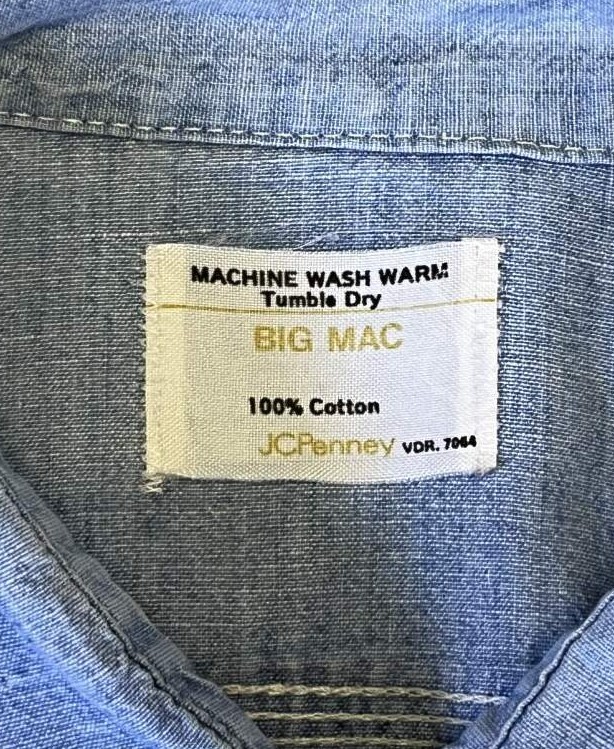 MACHINE WASH WARM
Tumble Dry
BIG MAC
100% Cotton
JCPenney VDR. 7064